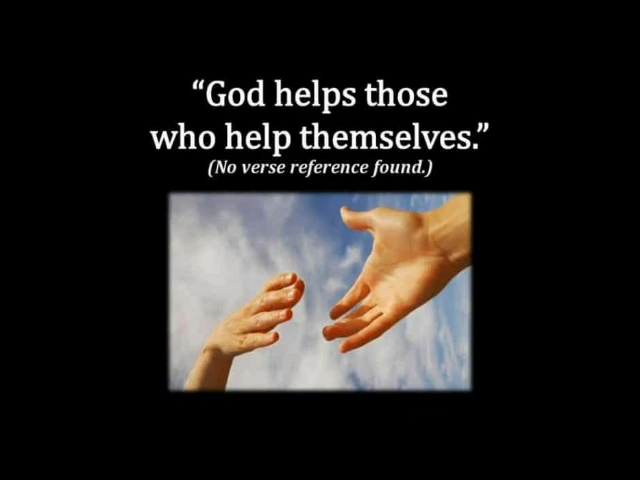 “God helps those
who help themselves.”
(No verse reference found.)